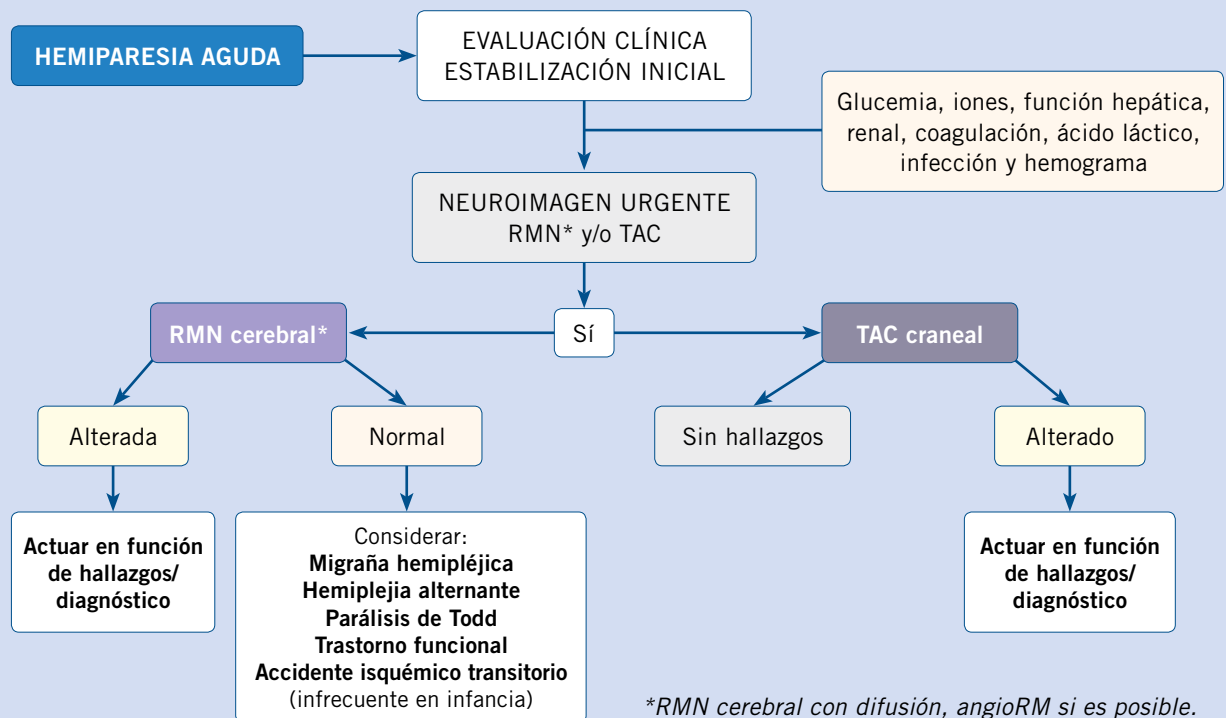 HEMIPARESIA AGUDA
EVALUACIÓN CLÍNICA
ESTABILIZACIÓN INICIAL
Glucemia, iones, función hepática,
renal, coagulación, ácido láctico,
infección y hemograma
NEUROIMAGEN URGENTE
RMN* y/o TAC
RMN cerebral*
Sí
TAC craneal
Alterada
Normal
Sin hallazgos
Alterado
Actuar en función
de hallazgos/
diagnóstico
Considerar:
Migraña hemipléjica
Hemiplejia alternante
Parálisis de Todd
Trastorno funcional
Accidente isquémico transitorio
(infrecuente en infancia)
Actuar en función
de hallazgos/
diagnóstico
*RMN cerebral con difusión, angioRM si es posible.